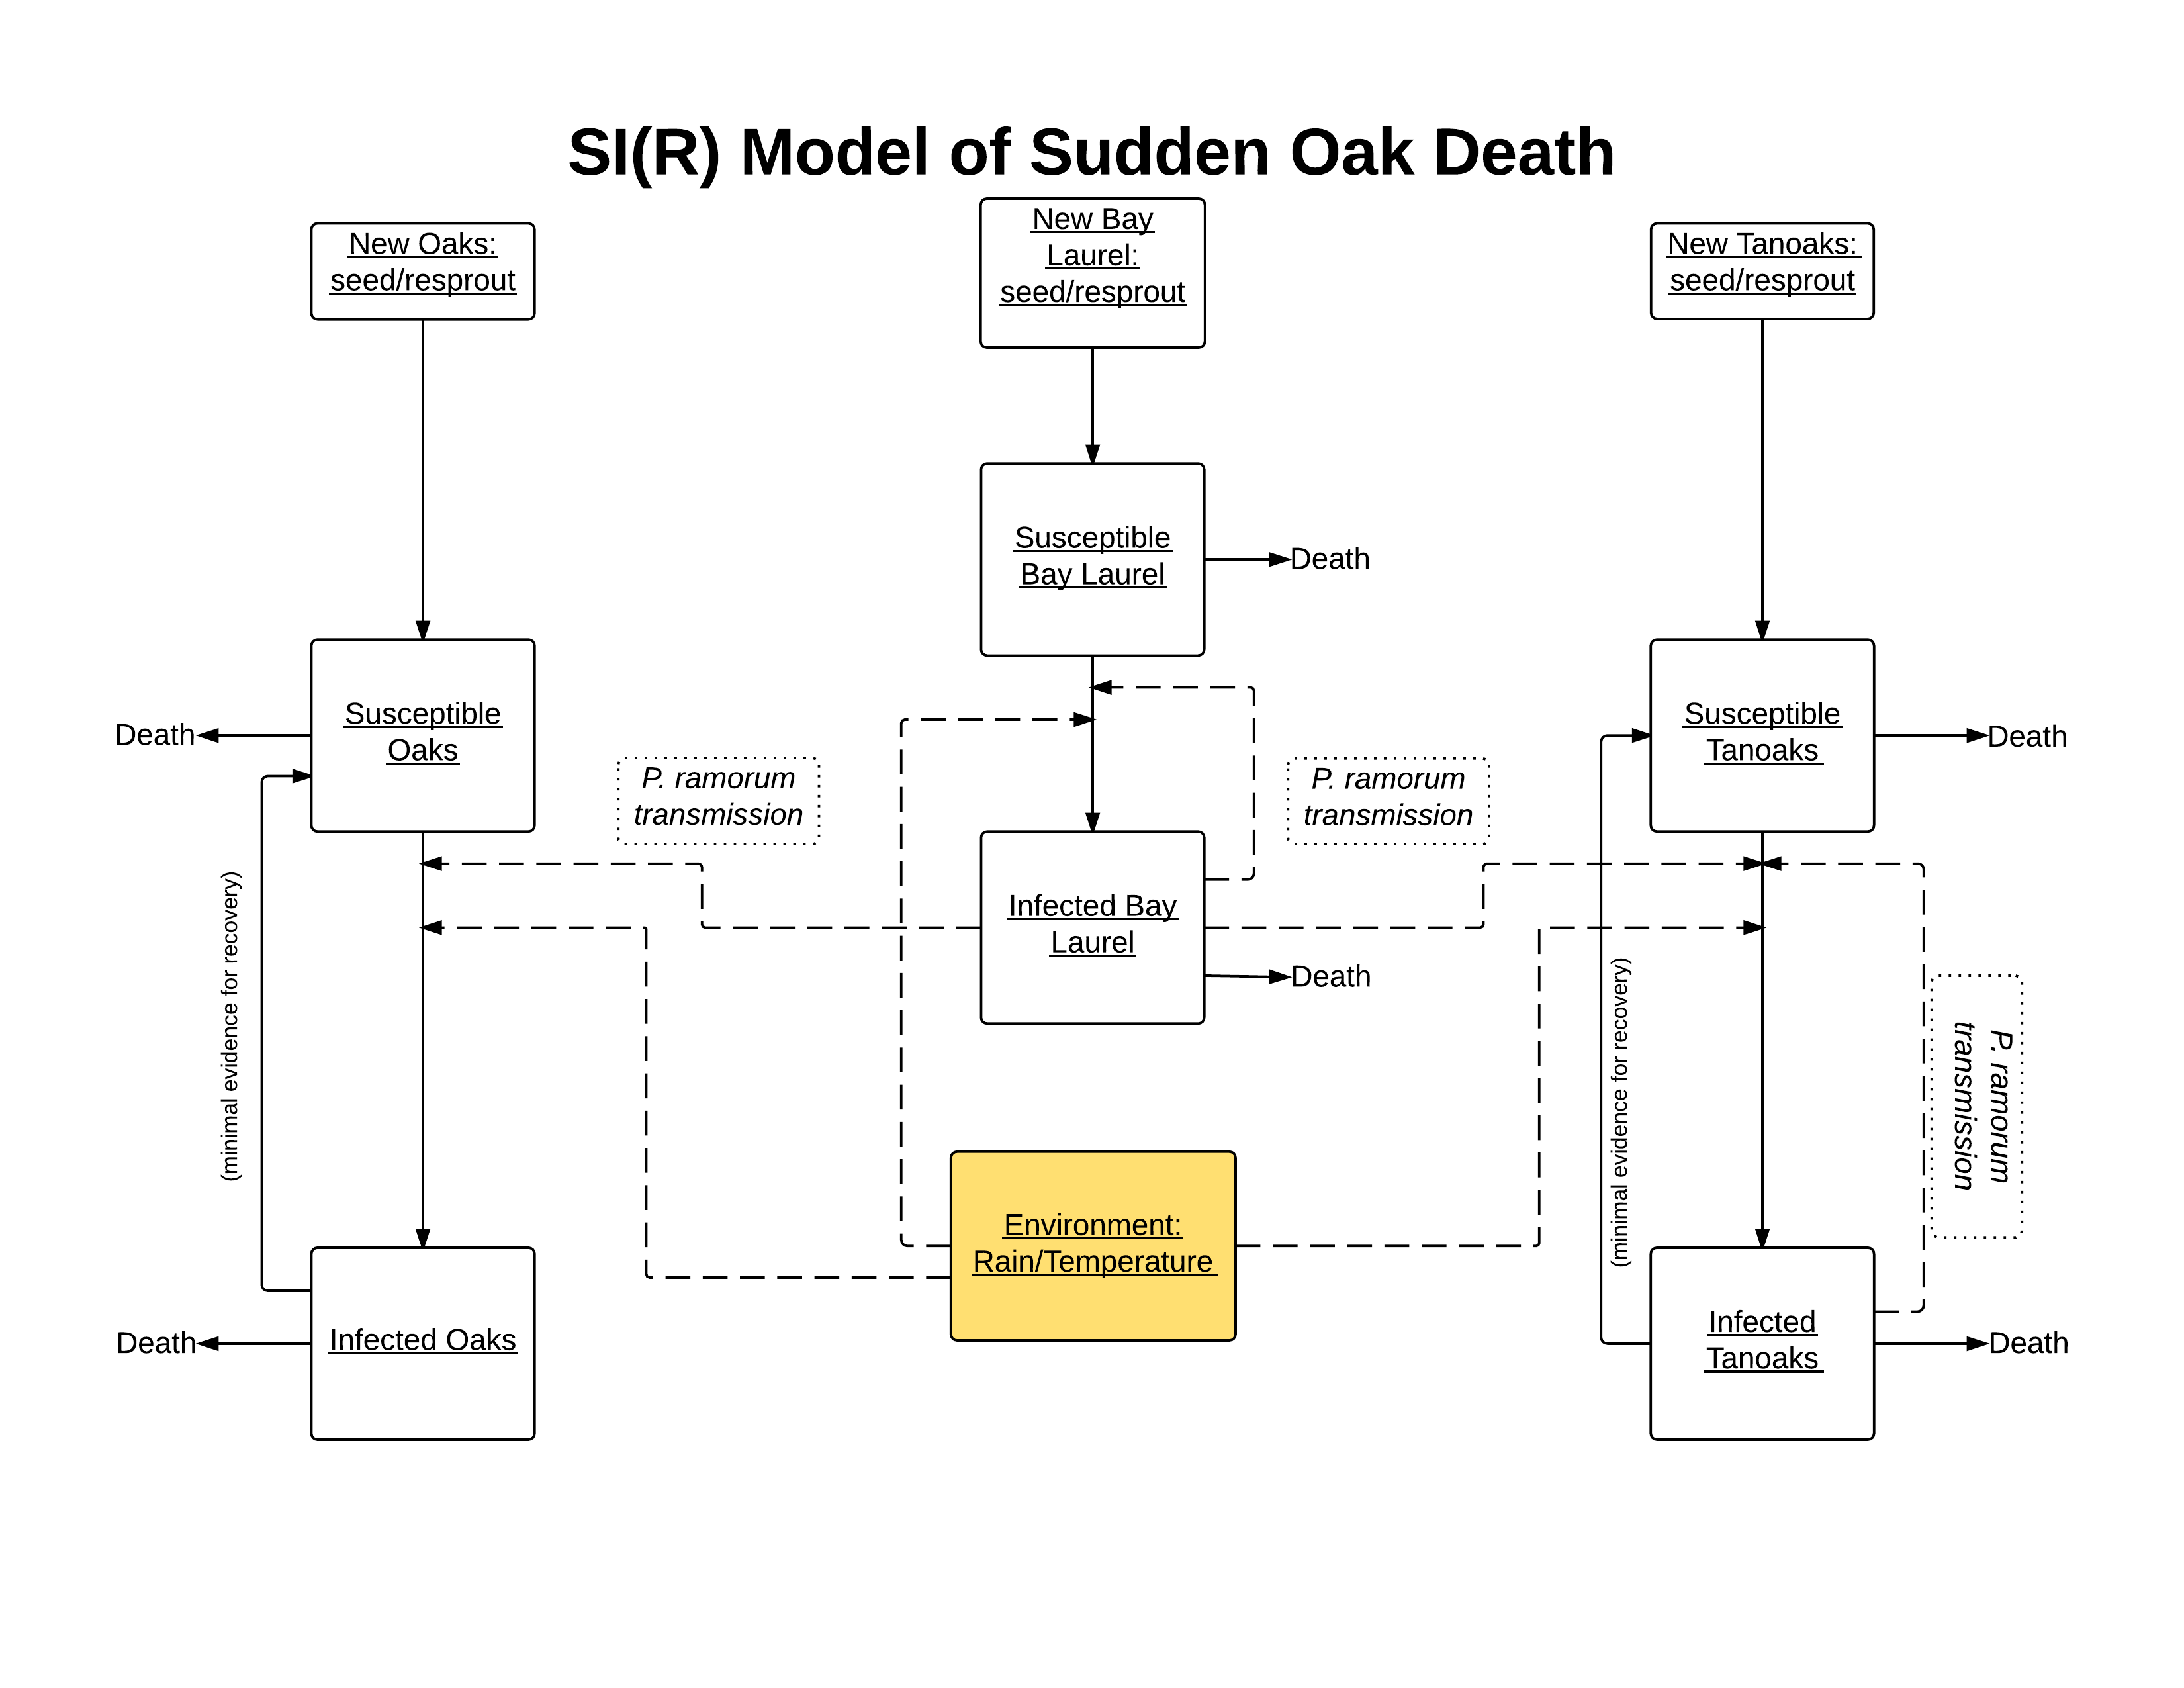 SI(R) Model of Sudden Oak Death
New Oaks:
seed/resprout
New Bay
Laurel:
seed/resprout
New Tanoaks:
seed/resprout
Susceptible
Bay Laurel
Death
Susceptible
Oaks
Death
Susceptible
Tanoaks
Death
P. ramorum
transmission
P. ramorum
transmission
Infected Bay
Laurel
Death
(minimal evidence for recovery)
(minimal evidence for recovery)
P. ramorum
transmission
Environment:
Rain/Temperature
Infected Oaks
Death
Infected
Tanoaks
Death